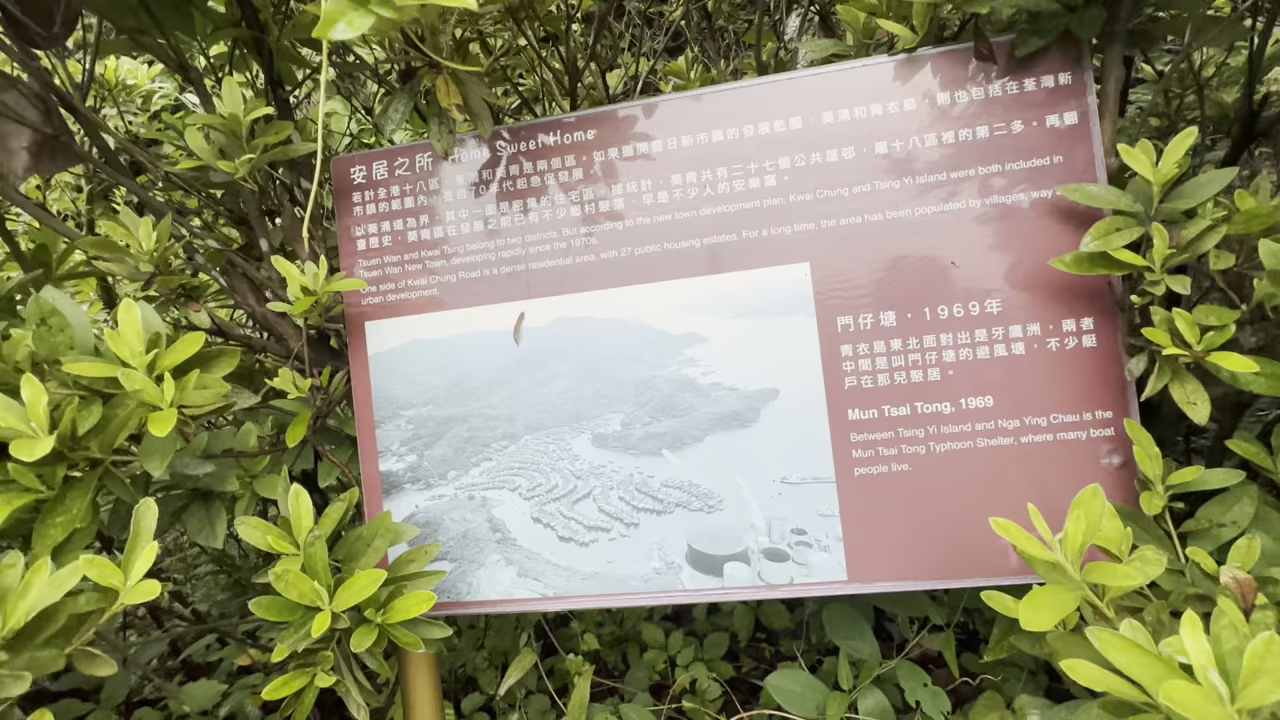 安居之所 Home Sweet Home
若計全港十八區，荃灣和葵青是兩個區。如果翻開當日新市鎮的發展藍圖，葵涌和青衣島，則也包括在荃灣新
市鎮的範圍內，並自70年代起急促發展。
以葵涌道為界，其中一面是密集的住宅區。據統計，葵青共有二十七個公共屋邨，屬十八區裡的第二多。再翻
查歷史，葵青區在發展之前已有不少鄉村聚落，早是不少人的安樂窩。
Tsuen Wan and Kwai Tsing belong to two districts. But according to the new town development plan. Kwai Chung and Tsing Yi Island were both included in
Tsuen Wan New Town, developing rapidly since the 1970s.
One side of Kwai Chung Road is a dense residential area, with 27 public housing estates. For a long time, the area has been populated by villages, way
urban development.
門仔塘，1969年
青衣島東北面對出是牙鷹洲，兩者
中間是叫門仔塘的避風塘，不少艇
戶在那兒聚居。
Mun Tsai Tong, 1969
Between Tsing Yi Island and Nga Ying Chau is the
Mun Tsai Tong Typhoon Shelter, where many boat
people live.